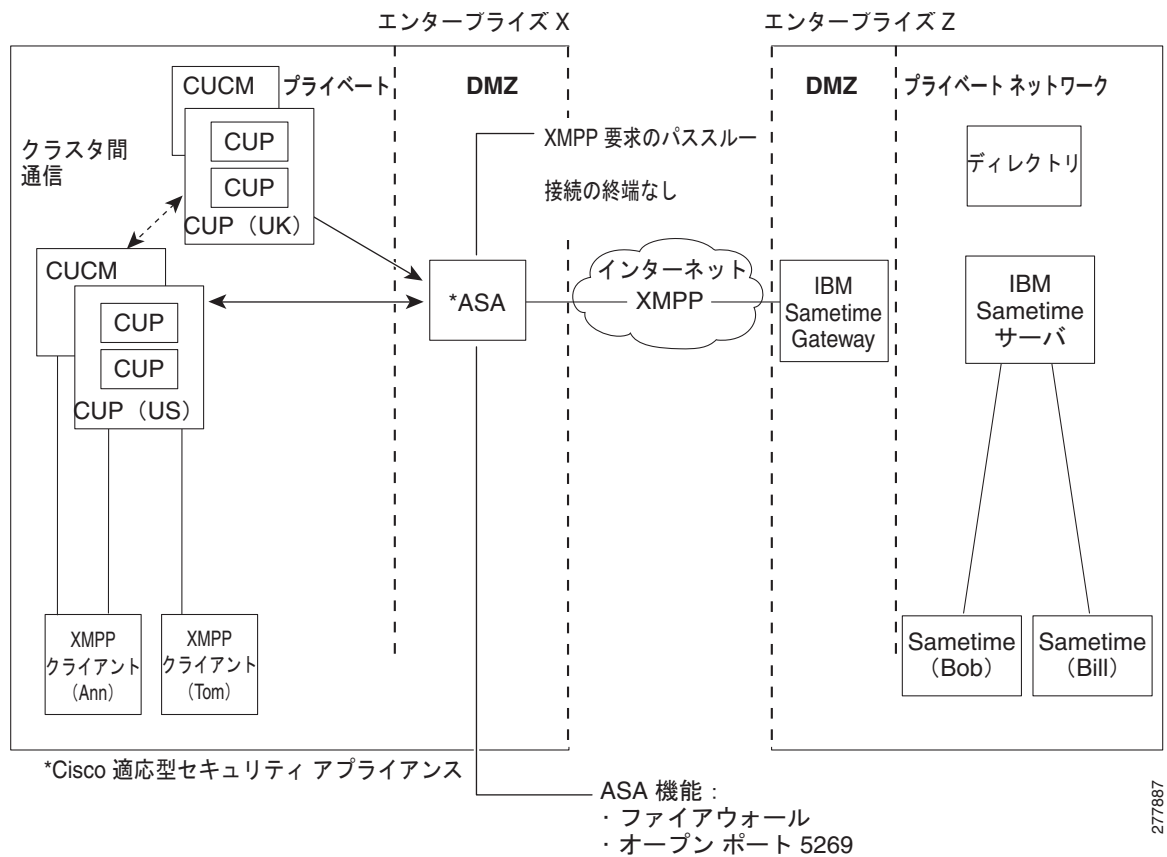 エンタープライズ X
エンタープライズ Z
CUCM
プライベート
DMZ
DMZ
プライベート ネットワーク
クラスタ間
通信
CUP
CUP
CUP（UK）
XMPP 要求のパススルー
接続の終端なし
ディレクトリ
CUCM
CUP
CUP
CUP（US）
*ASA
インターネット
XMPP
IBM
Sametime
Gateway
IBM
Sametime
サーバ
XMPP
クライアント
（Ann）
XMPP
クライアント
（Tom）
Sametime
（Bob）
Sametime
（Bill）
*Cisco 適応型セキュリティ アプライアンス
ASA 機能：
・ファイアウォール
・オープン ポート 5269
277887